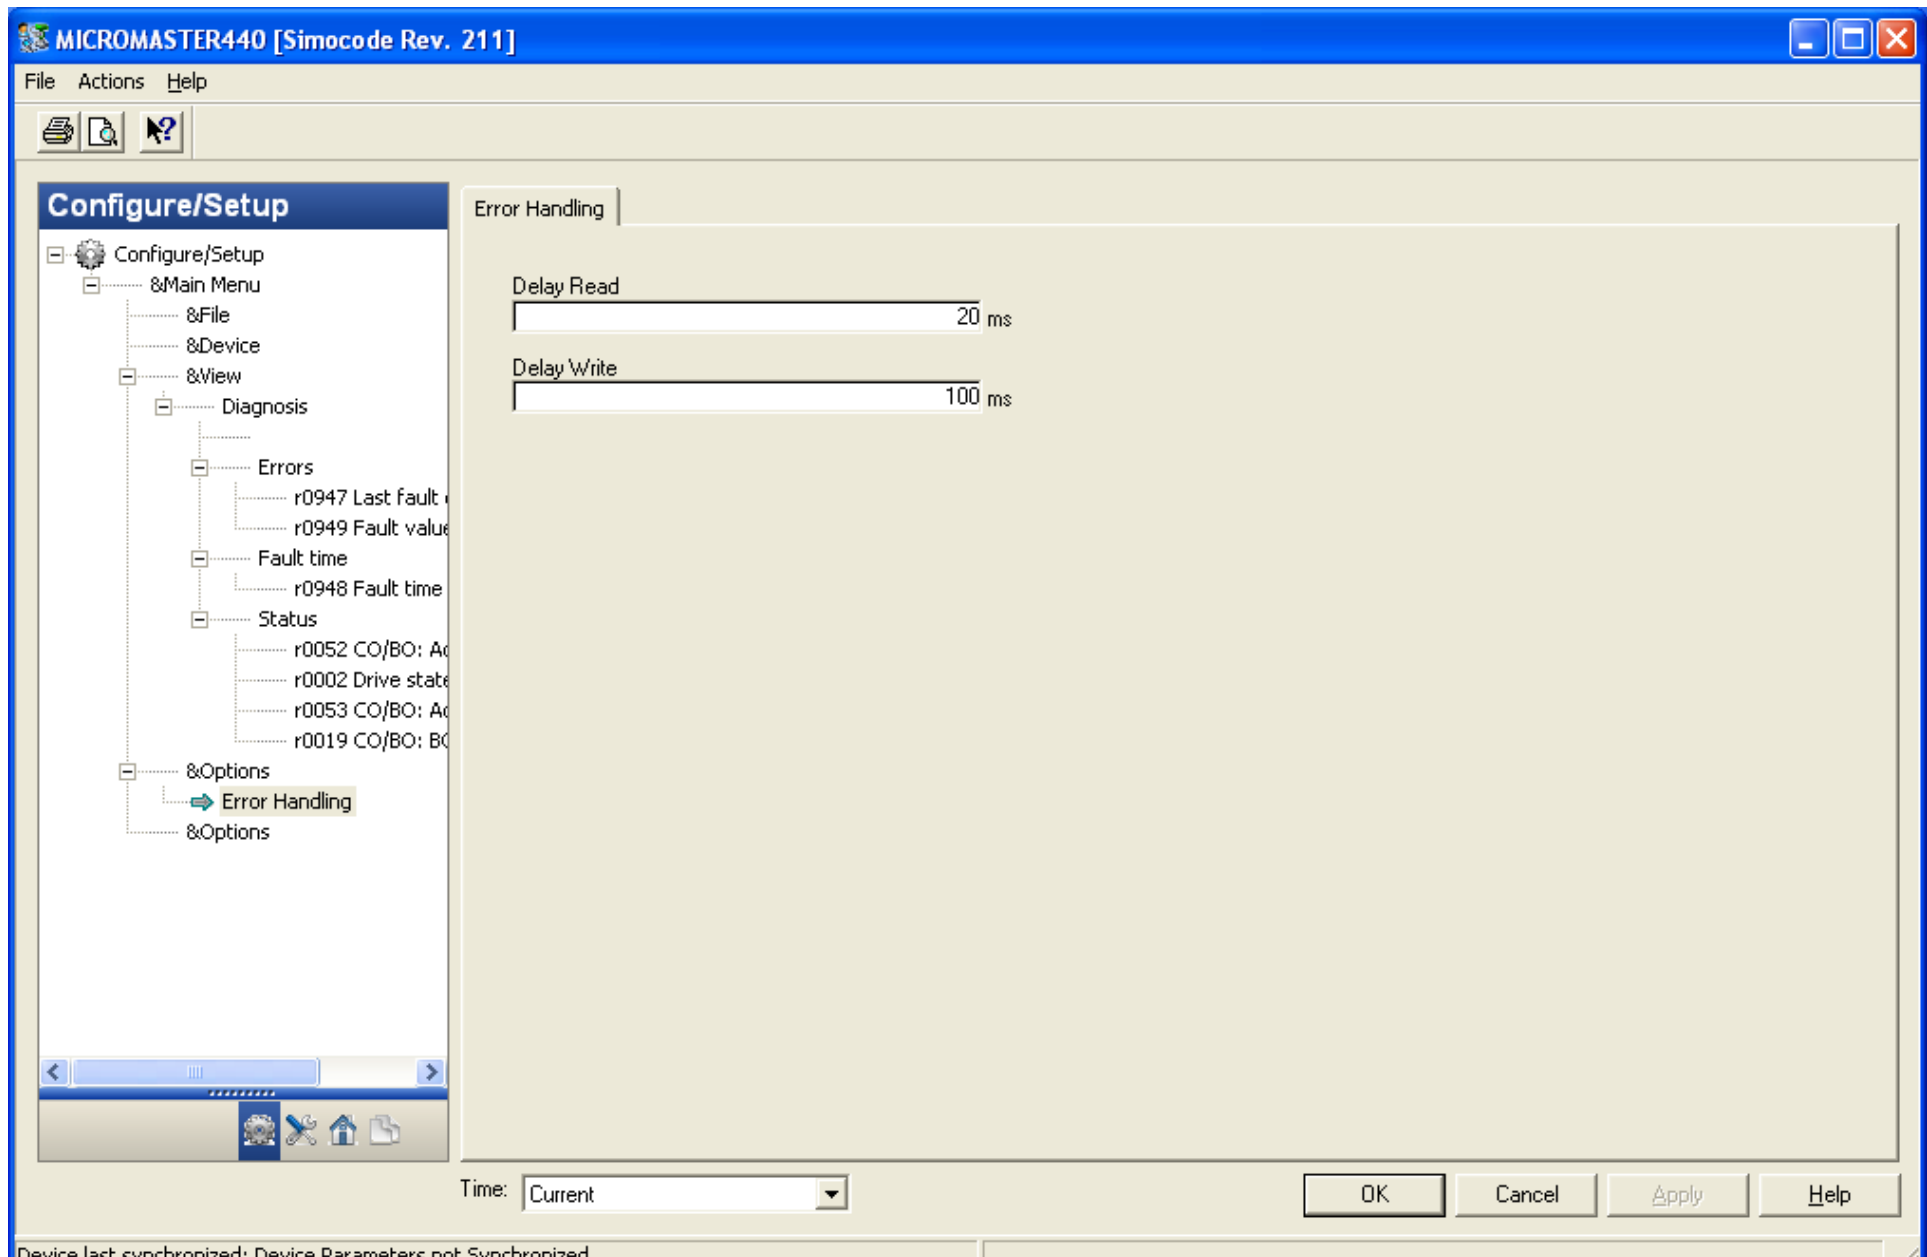 MICROMASTER440 [Simocode Rev. 211]
File Actions Help
Configure/Setup
Error Handling
Configure/Setup
&Main Menu
&File
&Device
&View
Diagnosis
Errors
r0947 Last fault
r0949 Fault value
Fault time
r0948 Fault time
Status
r0052 CO/BO: Ac
r0002 Drive state
r0053 CO/BO: Ac
r0019 CO/BO: BC
&Options
Error Handling
&Options
Delay Read
20 ms
Delay Write
100 ms
Time: Current
OK Cancel Apply Help
Device last synchronized: Device Parameters not Synchronized